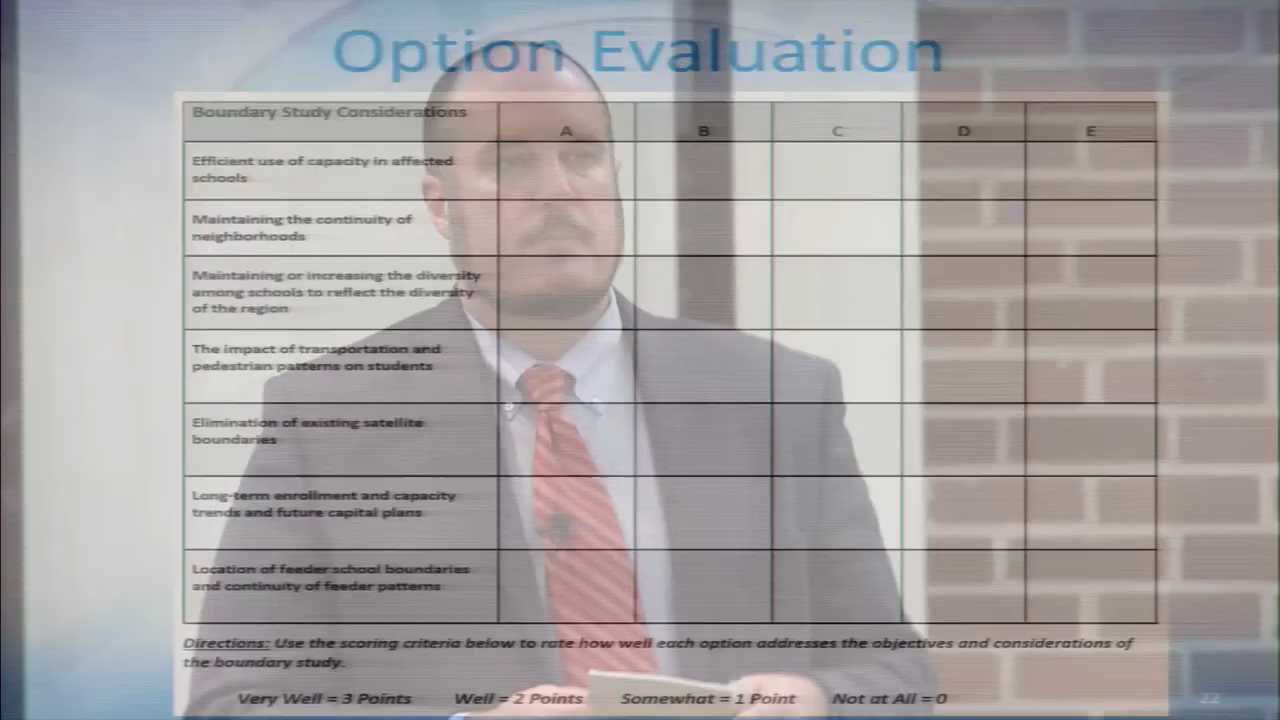 Option Evaluation
Boundary Study Considerations
A B C D E
Efficient use of capacity in affected
schools
Maintaining the continuity of
neighborhoods
Maintaining or increasing the diversity
among schools to reflect the diversity
of the region
The impact of transportation and
pedestrian patterns on students
Elimination of existing satellite
boundaries
Long-term enrollment and capacity
trends and future capital plans
Location of feeder school boundaries
and continuity of feeder patterns
Directions: Use the scoring criteria below to rate how well each option addresses the objectives and considerations of
the boundary study.
Very Well = 3 Points Well = 2 Points Somewhat = 1 Point Not at All = 0
22